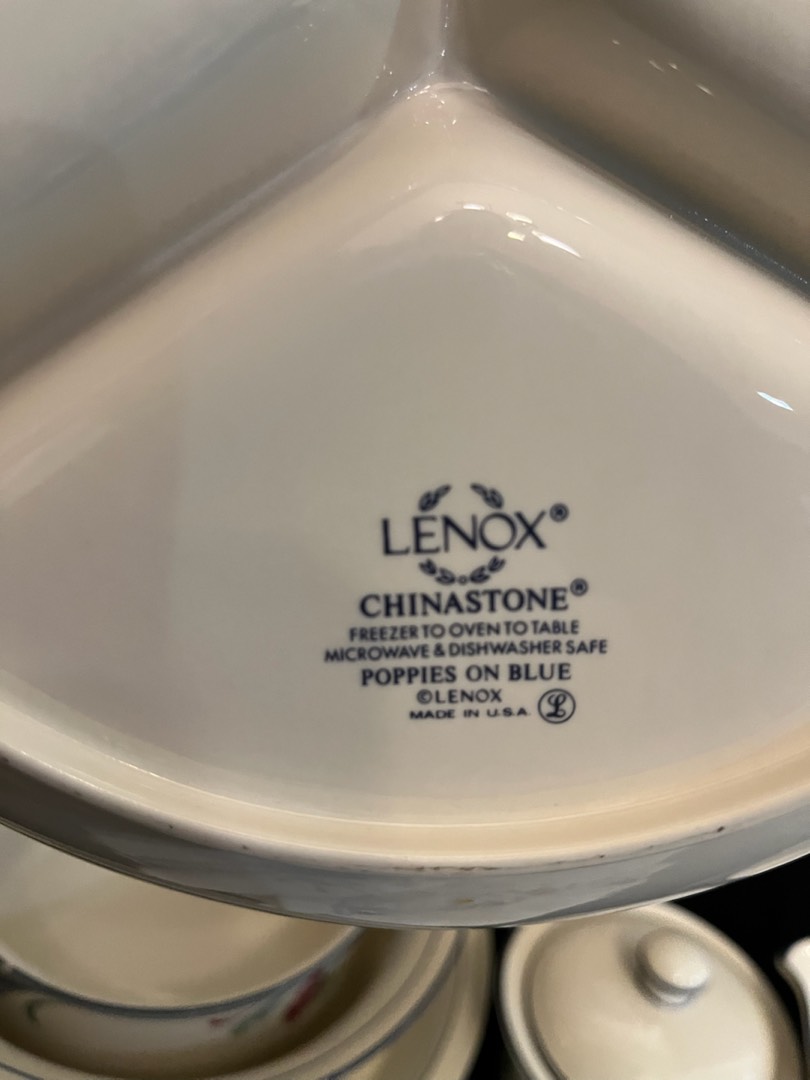 LENOX®
CHINASTONE®
FREEZER TO OVEN TO TABLE
MICROWAVE & DISHWASHER SAFE
POPPIES ON BLUE
©LENOX
MADE IN U.S.A. L